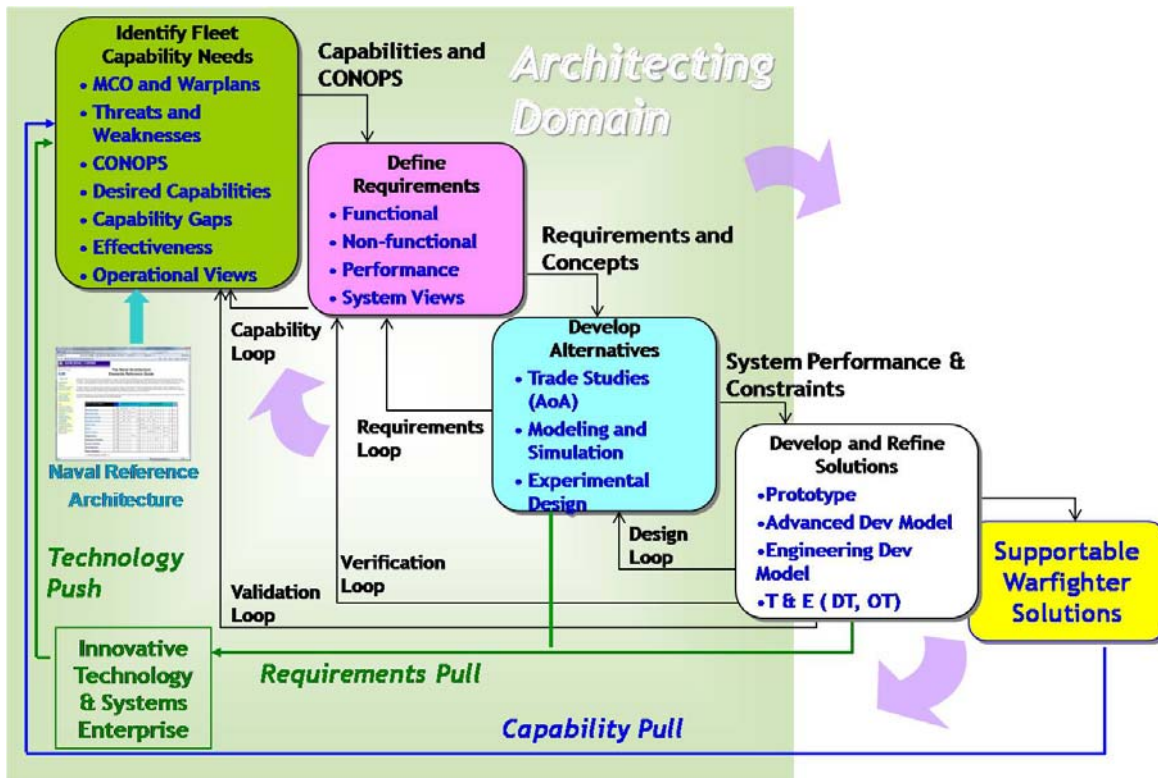 Identify Fleet
Capability Needs
• MCO and Warplans
• Threats and
Weaknesses
• CONOPS
• Desired Capabilities
• Capability Gaps
• Effectiveness
• Operational Views
Capabilities and
CONOPS
Architecting
Domain
Define
Requirements
• Functional
• Non-functional
• Performance
• System Views
Requirements and
Concepts
Capability
Loop
Develop
Alternatives
• Trade Studies
(AoA)
• Modeling and
Simulation
• Experimental
Design
System Performance &
Constraints
Requirements
Loop
Develop and Refine
Solutions
•Prototype
•Advanced Dev Model
•Engineering Dev
Model
•T & E ( DT, OT)
Naval Reference
Architecture
Design
Loop
Supportable
Warfighter
Solutions
Technology
Push
Verification
Loop
Validation
Loop
Innovative
Technology
& Systems
Enterprise
Requirements Pull
Capability Pull